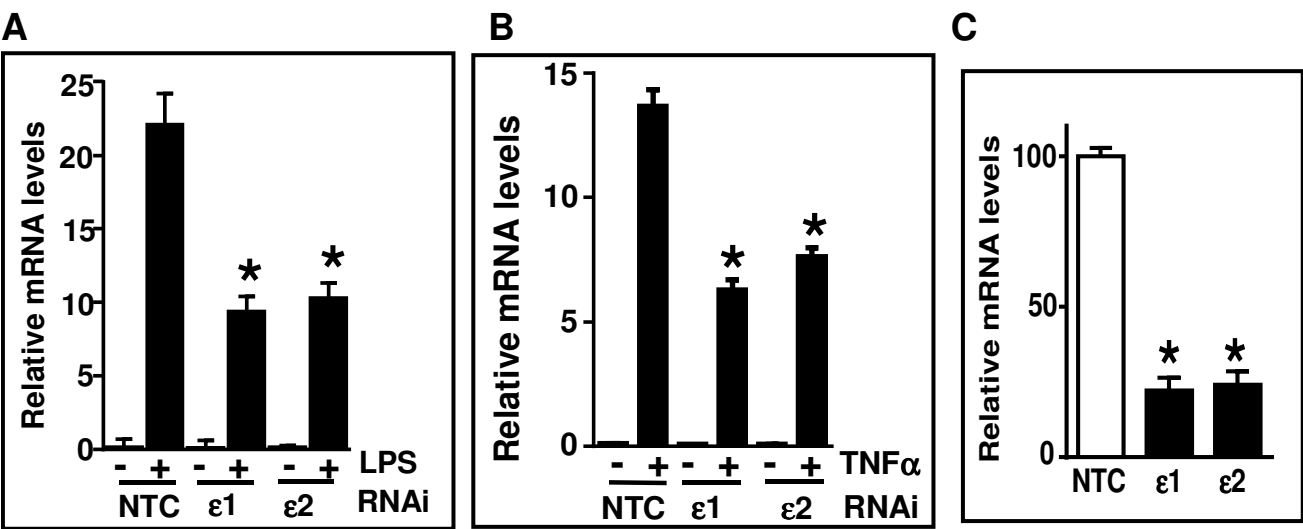 A
Relative mRNA levels
25
20
15
10
5
0
*
*
- + - + - + LPS
NTC ε1 ε2 RNAi
B
Relative mRNA levels
15
10
5
0
*
*
- + - + - + TNFα
NTC ε1 ε2 RNAi
C
Relative mRNA levels
100
50
0
*
*
NTC ε1 ε2